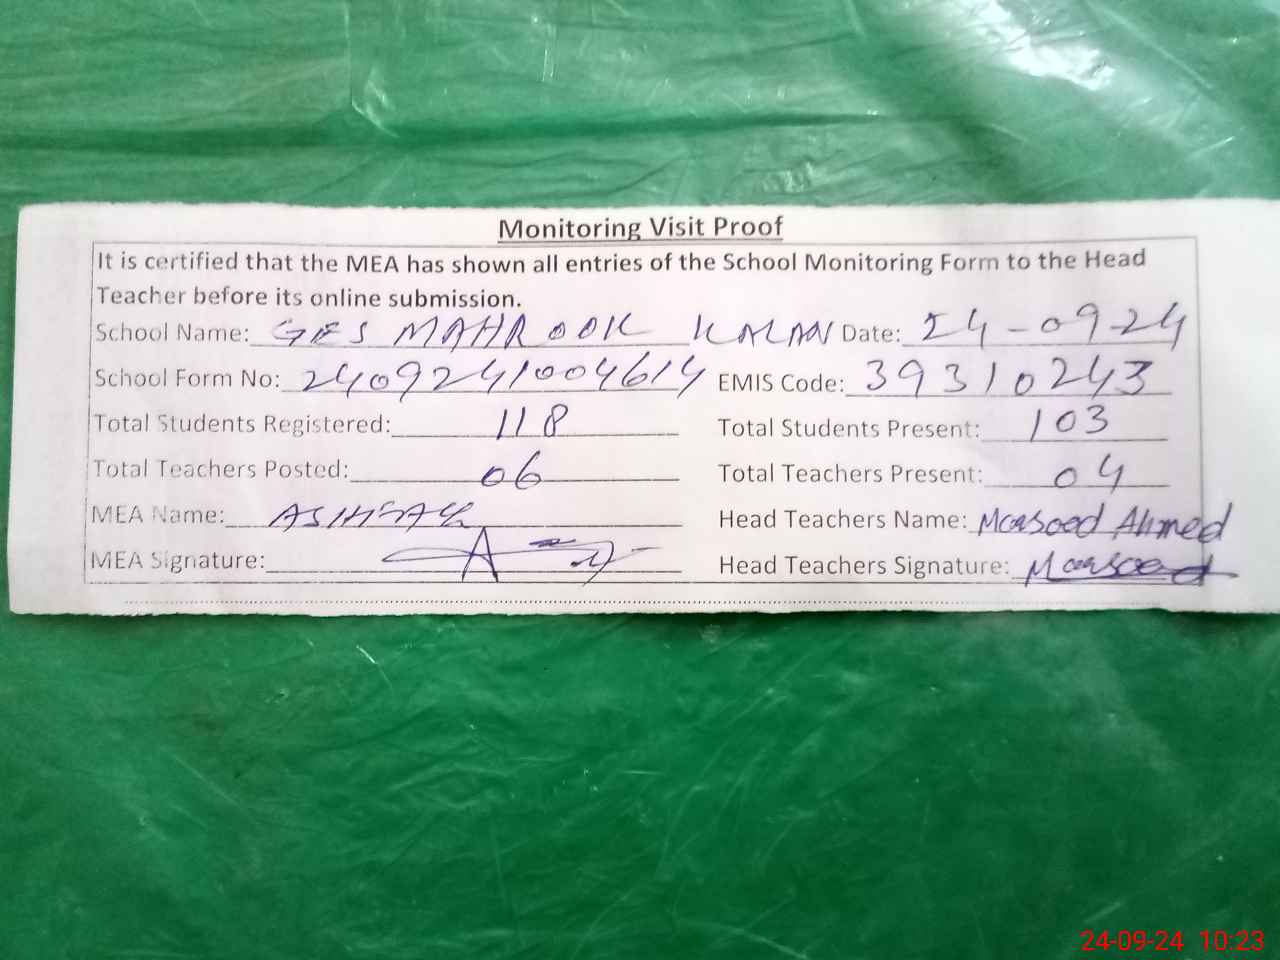 Monitoring Visit Proof
It is certified that the MEA has shown all entries of the School Monitoring Form to the Head
Teacher before its online submission.
School Name: GES MAHROOK KALAN Date: 24-09-24
School Form No: 2409241004614 EMIS Code: 39310243
Total Students Registered: 118 Total Students Present: 103
Total Teachers Posted: 06 Total Teachers Present: 04
MEA Name: ASHFAQ Head Teachers Name: Masood Ahmed
MEA Signature: Head Teachers Signature: Masood
24-09-24 10:23